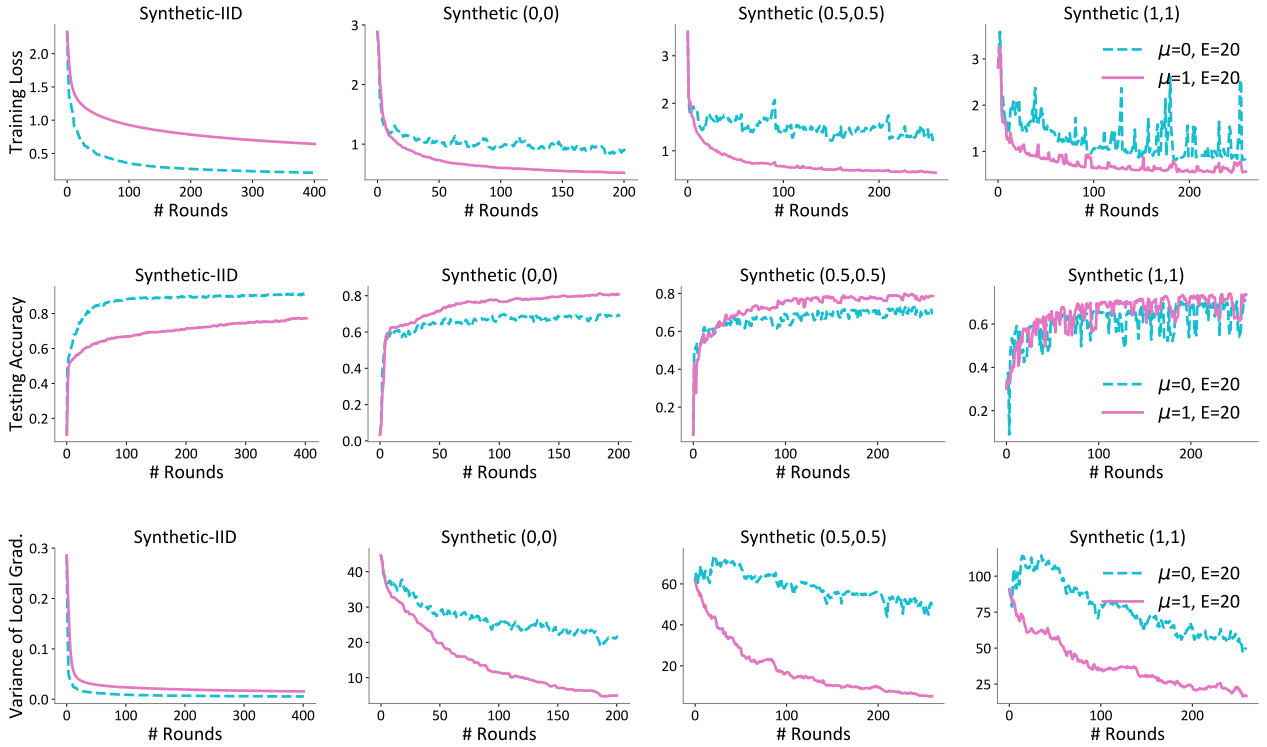 Synthetic-IID Synthetic (0,0) Synthetic (0.5,0.5) Synthetic (1,1)
Training Loss
2.0
1.5
1.0
0.5
0 100 200 300 400
# Rounds
3
2
1
0 50 100 150 200
# Rounds
3
2
1
0 100 200
# Rounds
3
2
1
0 100 200
# Rounds
μ=0, E=20
μ=1, E=20
Synthetic-IID Synthetic (0,0) Synthetic (0.5,0.5) Synthetic (1,1)
Testing Accuracy
0.8
0.6
0.4
0.2
0 100 200 300 400
# Rounds
0.8
0.6
0.4
0.2
0.0
0 50 100 150 200
# Rounds
0.8
0.6
0.4
0.2
0 100 200
# Rounds
0.6
0.4
0.2
0 100 200
# Rounds
μ=0, E=20
μ=1, E=20
Synthetic-IID Synthetic (0,0) Synthetic (0.5,0.5) Synthetic (1,1)
Variance of Local Grad.
0.3
0.2
0.1
0.0
0 100 200 300 400
# Rounds
40
30
20
10
0 50 100 150 200
# Rounds
60
40
20
0 100 200
# Rounds
100
75
50
25
0 100 200
# Rounds
μ=0, E=20
μ=1, E=20